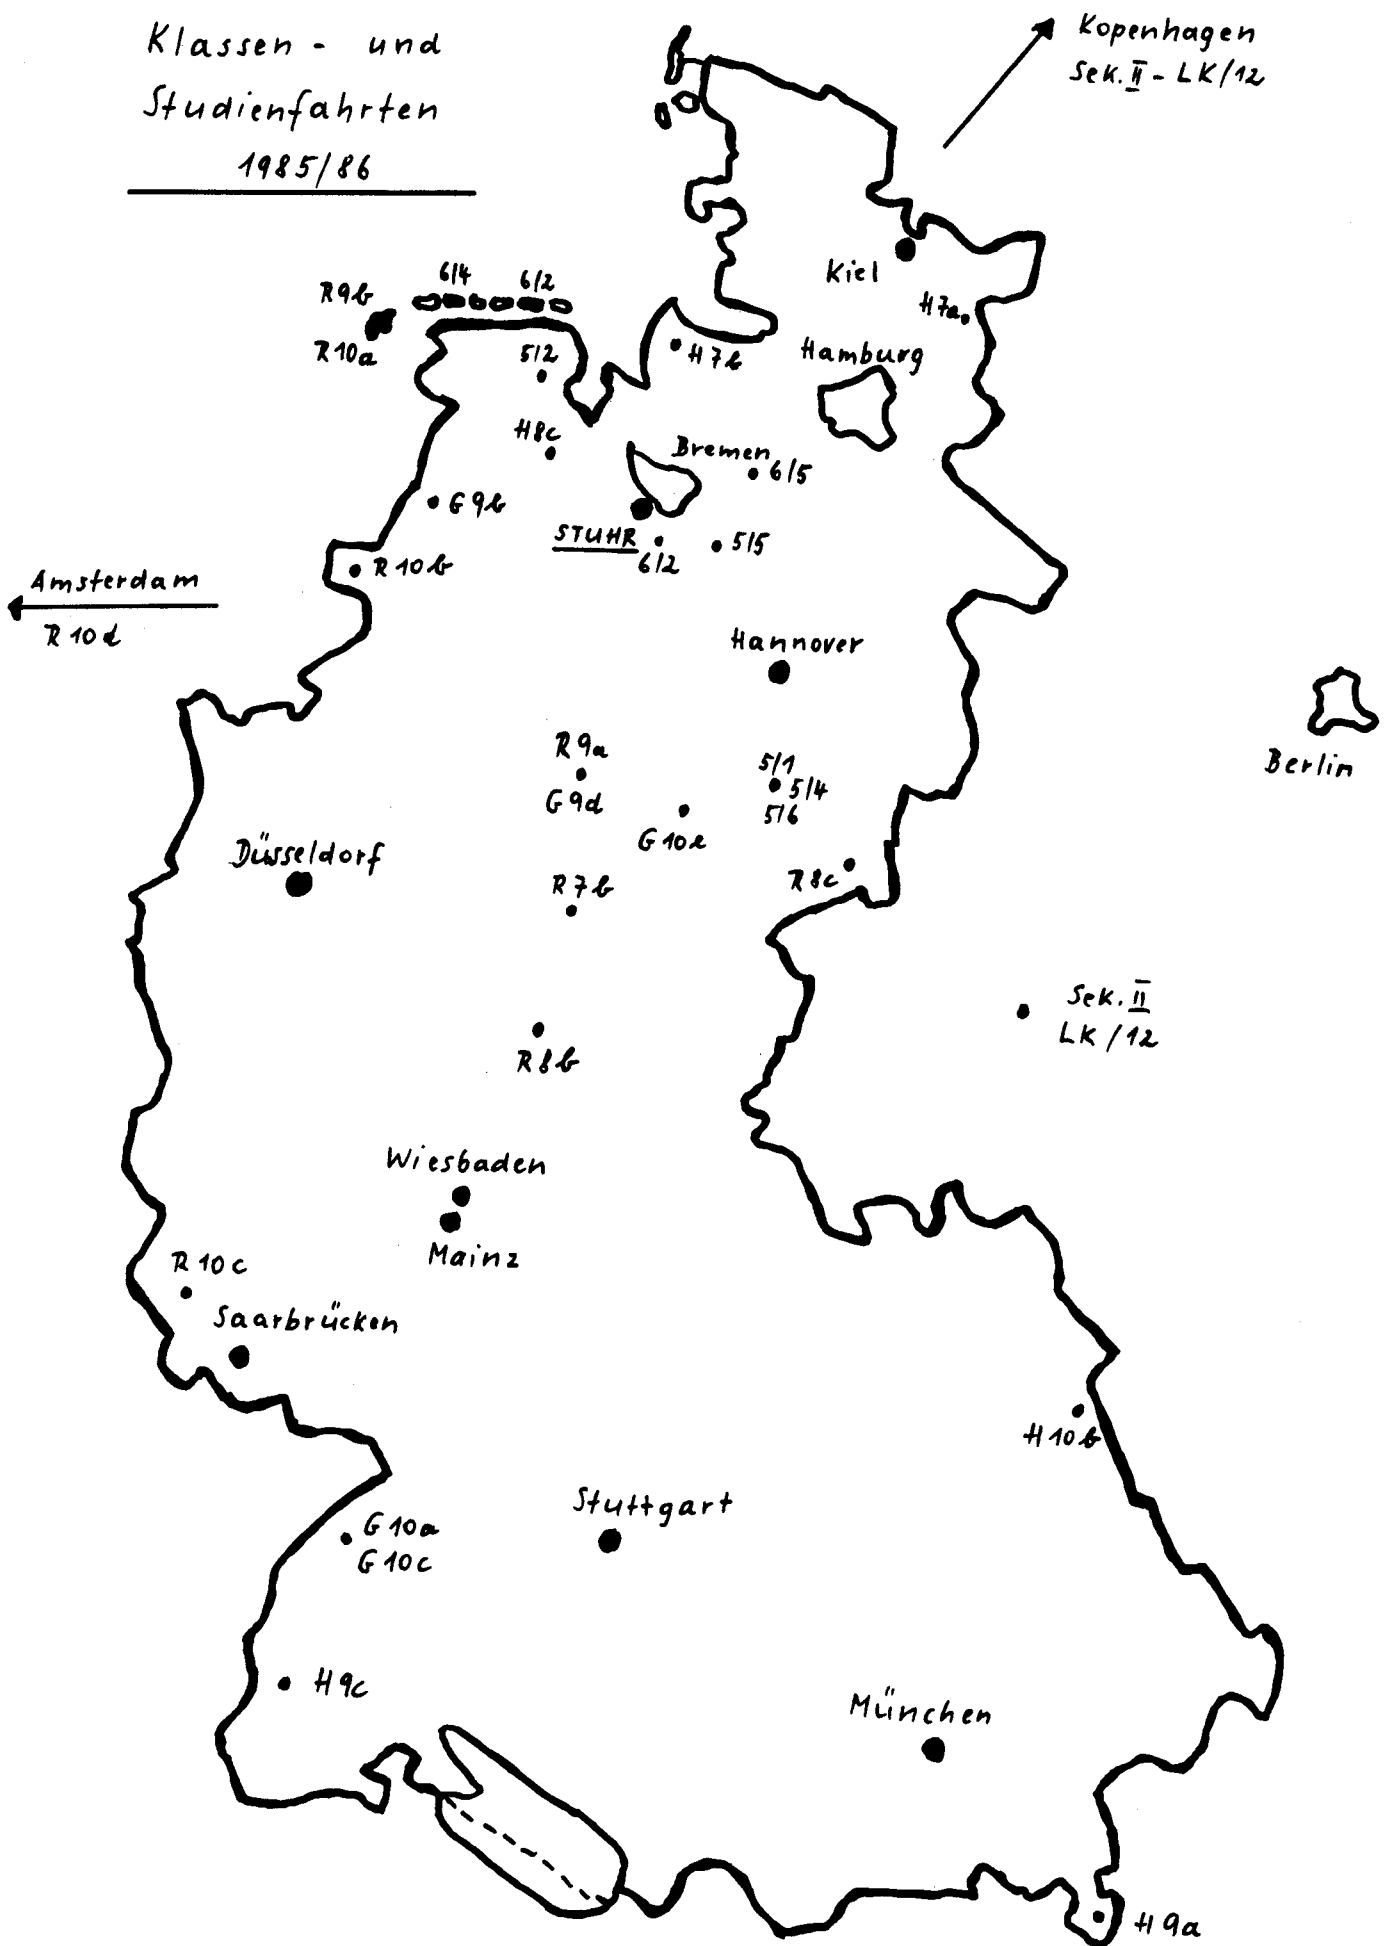 Klassen- und
Studienfahrten
1985/86
Kopenhagen
Sek. II - LK/12
Kiel
H7a
6/4
6/2
R9b
R10a
5/2
H7b
Hamburg
H8c
Bremen
6/5
G9b
STUHR
6/2
5/5
R10b
Amsterdam
R10d
Hannover
Berlin
R9a
G9d
5/1
5/4
5/6
G10e
Düsseldorf
R8c
R7b
Sek. II
LK/12
R8b
Wiesbaden
Mainz
R10c
Saarbrücken
H10b
Stuttgart
G10a
G10c
H9c
München
H9a